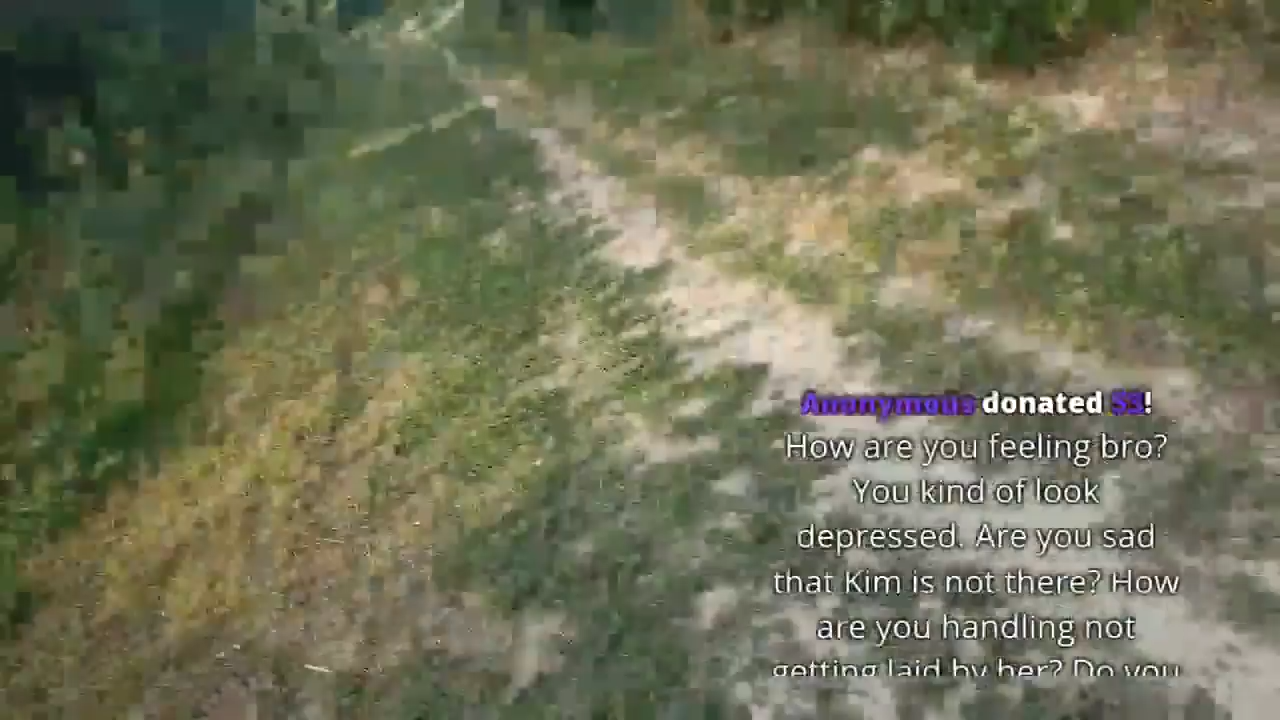 Anonymous donated $3!
How are you feeling bro?
You kind of look
depressed. Are you sad
that Kim is not there? How
are you handling not
getting laid by her? Do you